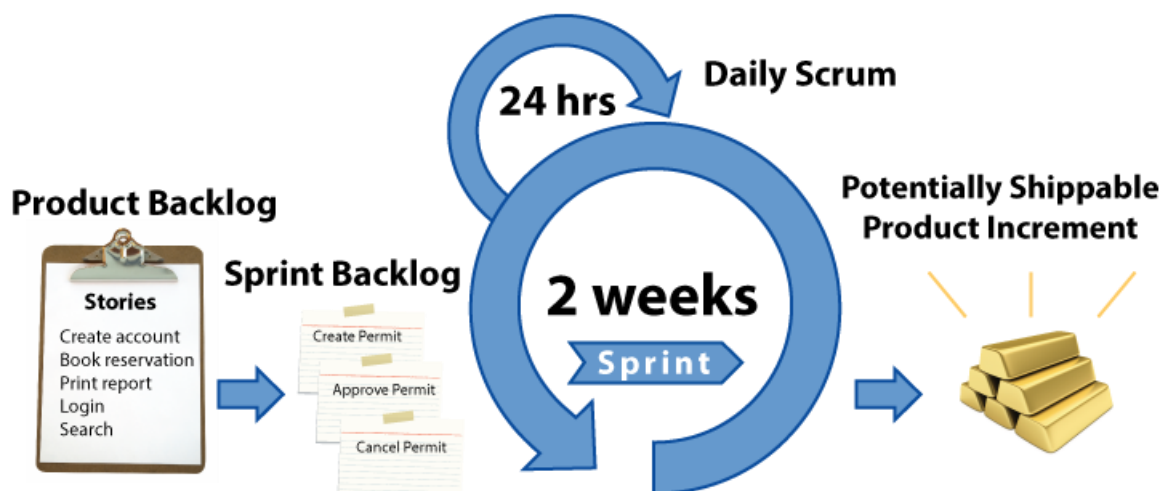 Product Backlog
Stories
Create account
Book reservation
Print report
Login
Search
Sprint Backlog
Create Permit
Approve Permit
Cancel Permit
24 hrs
Daily Scrum
2 weeks
Sprint
Potentially Shippable
Product Increment